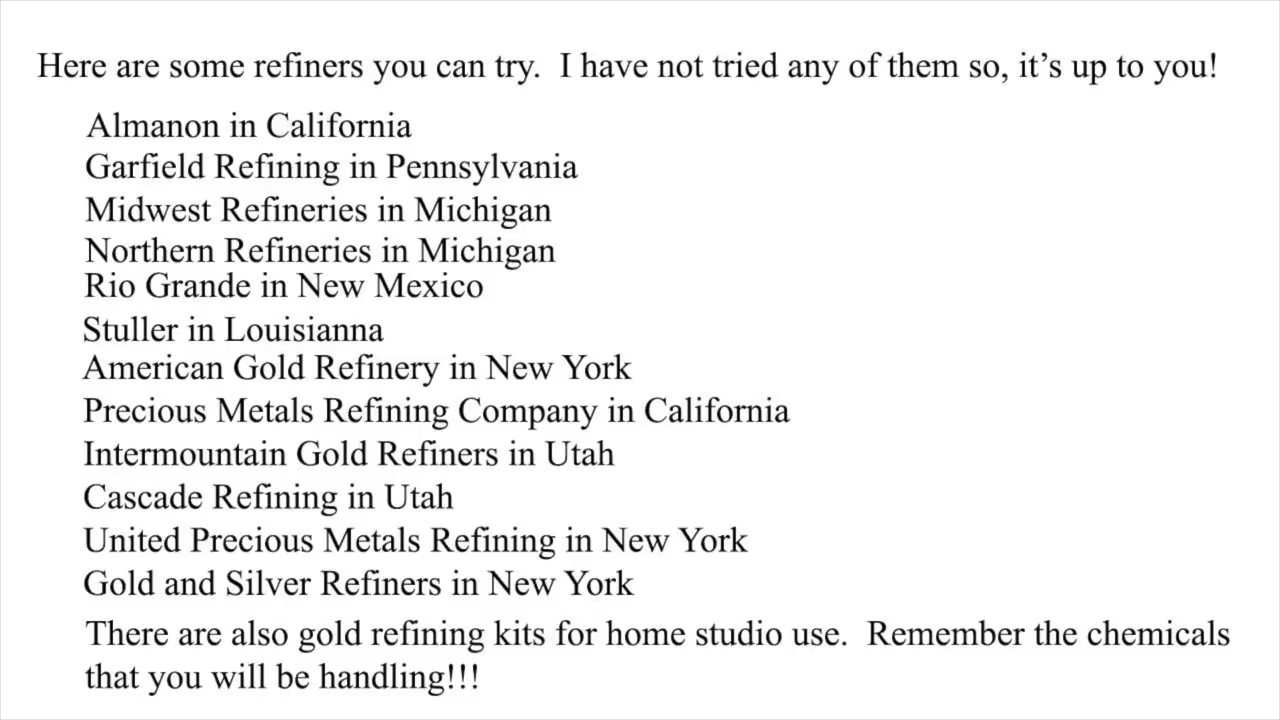 Here are some refiners you can try.  I have not tried any of them so, it’s up to you!
Almanon in California
Garfield Refining in Pennsylvania
Midwest Refineries in Michigan
Northern Refineries in Michigan
Rio Grande in New Mexico
Stuller in Louisianna
American Gold Refinery in New York
Precious Metals Refining Company in California
Intermountain Gold Refiners in Utah
Cascade Refining in Utah
United Precious Metals Refining in New York
Gold and Silver Refiners in New York
There are also gold refining kits for home studio use.  Remember the chemicals
that you will be handling!!!